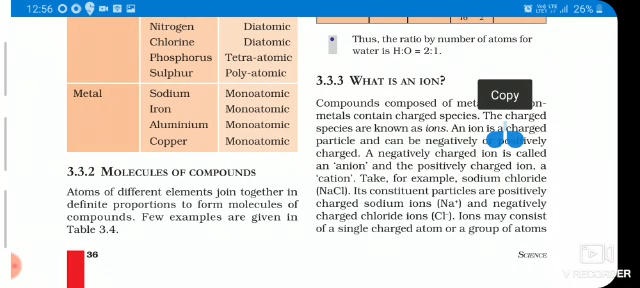 12:56
26%
Nitrogen Diatomic
Chlorine Diatomic
Phosphorus Tetra-atomic
Sulphur Poly-atomic
Metal Sodium Monoatomic
Iron Monoatomic
Aluminium Monoatomic
Copper Monoatomic
3.3.2 MOLECULES OF COMPOUNDS
Atoms of different elements join together in
definite proportions to form molecules of
compounds. Few examples are given in
Table 3.4.
36
Thus, the ratio by number of atoms for
water is H:O = 2:1.
3.3.3 WHAT IS AN ION?
Copy
Compounds composed of
metals contain charged species. The charged
species are known as ions. An ion is a charged
particle and can be negatively or positively
charged. A negatively charged ion is called
an 'anion' and the positively charged ion, a
'cation'. Take, for example, sodium chloride
(NaCl). Its constituent particles are positively
charged sodium ions (Na⁺) and negatively
charged chloride ions (Cl⁻). Ions may consist
of a single charged atom or a group of atoms
SCIENCE
V RECORDER